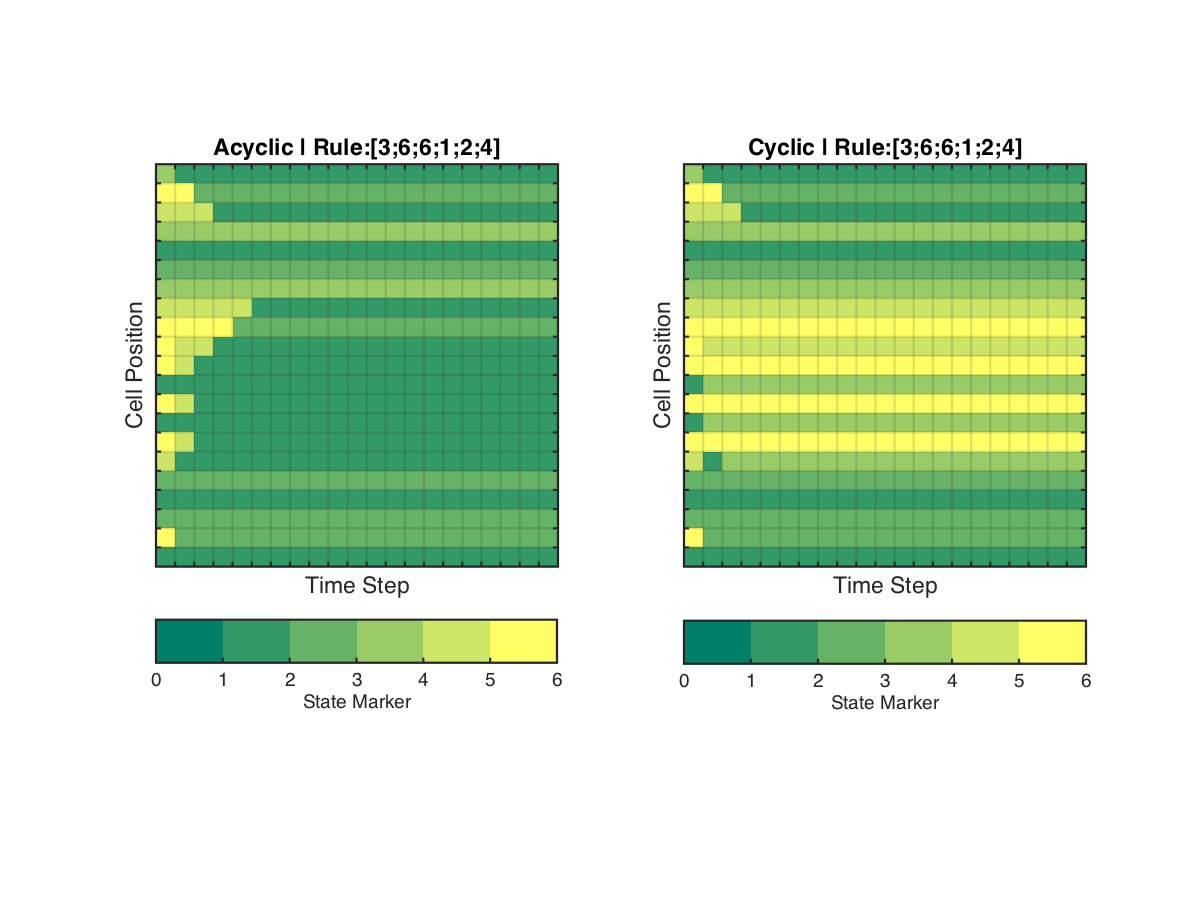 Acyclic | Rule:[3;6;6;1;2;4]
Cell Position
Time Step
0 1 2 3 4 5 6
State Marker
Cyclic | Rule:[3;6;6;1;2;4]
Cell Position
Time Step
0 1 2 3 4 5 6
State Marker